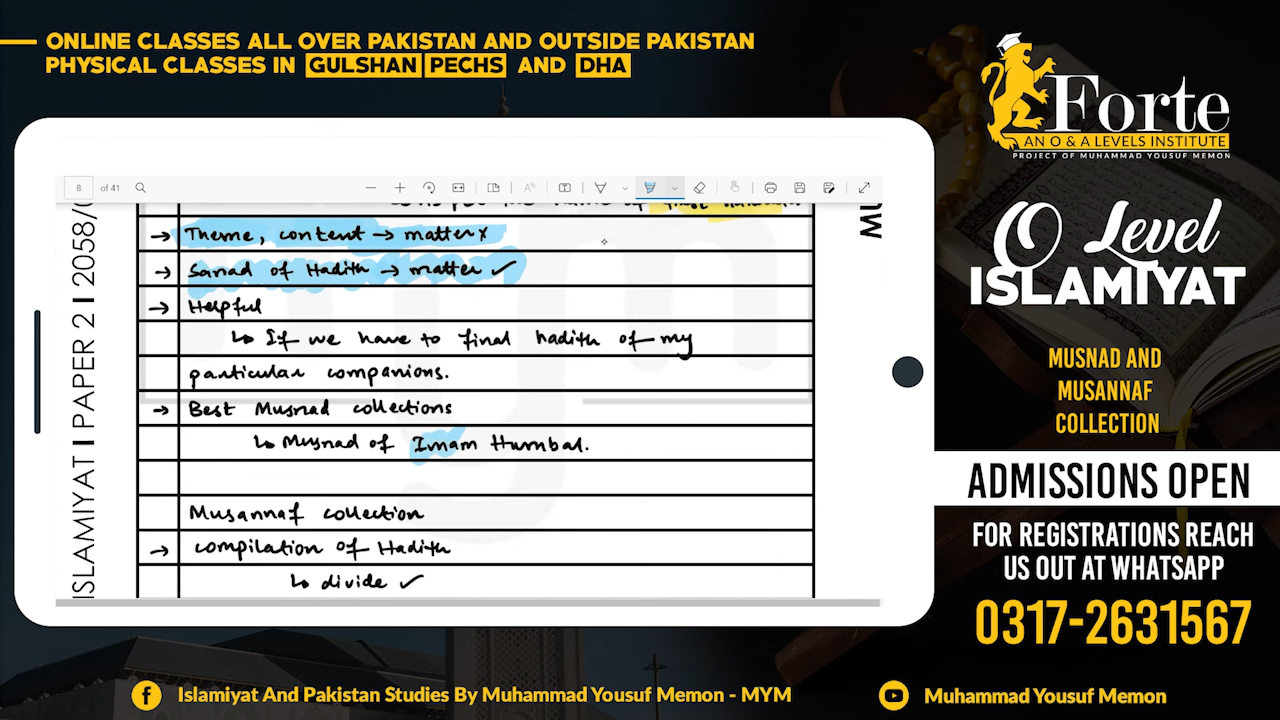 ONLINE CLASSES ALL OVER PAKISTAN AND OUTSIDE PAKISTAN
PHYSICAL CLASSES IN GULSHAN PECHS AND DHA
Forte
AN O & A LEVELS INSTITUTE
PROJECT OF MUHAMMAD YOUSUF MEMON
8 of 41
ISLAMIYAT I PAPER 2 I 2058/
Theme, content → matter x
→ Sanad of Hadith → matter ✓
→ Helpful
↳ If we have to final hadith of my
particular companions.
→ Best Musnad collections
↳ Musnad of Imam Humbal.
Musannaf collection
→ compilation of Hadith
↳ divide ✓
O Level
ISLAMIYAT
MUSNAD AND
MUSANNAF
COLLECTION
ADMISSIONS OPEN
FOR REGISTRATIONS REACH
US OUT AT WHATSAPP
0317-2631567
Islamiyat And Pakistan Studies By Muhammad Yousuf Memon - MYM
Muhammad Yousuf Memon